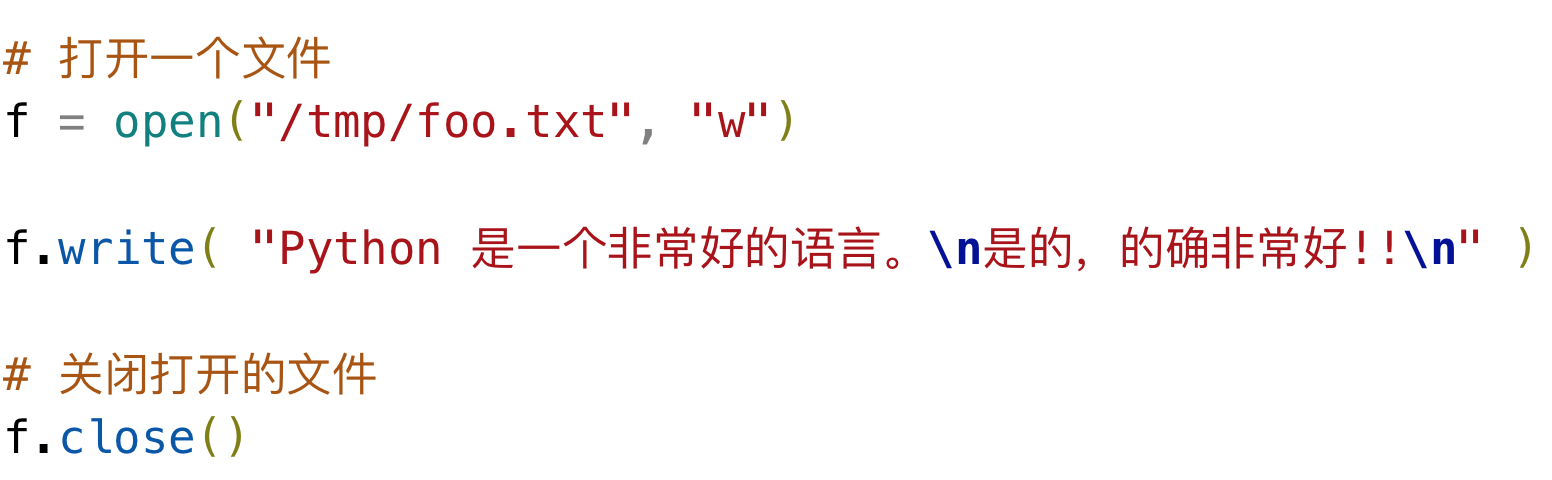 # 打开一个文件
f = open("/tmp/foo.txt", "w")
f.write( "Python 是一个非常好的语言。\n是的，的确非常好!!\n" )
# 关闭打开的文件
f.close()